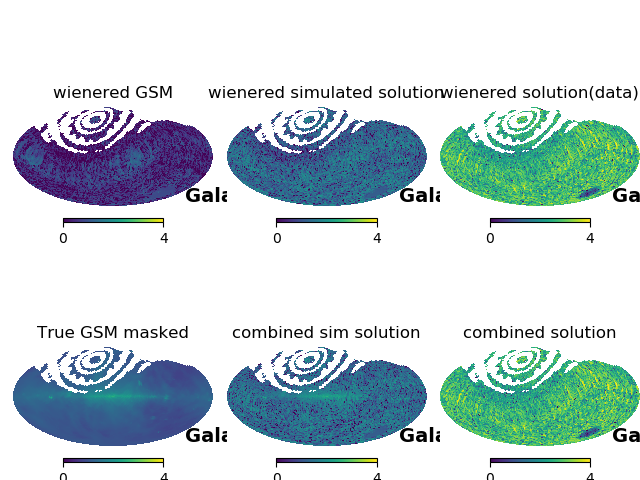 wienered GSM
wienered simulated solution
wienered solution(data)
Gala
Gala
Ga
0 4
0 4
0 4
True GSM masked
combined sim solution
combined solution
Gala
Gala
Ga
0 4
0 4
0 4